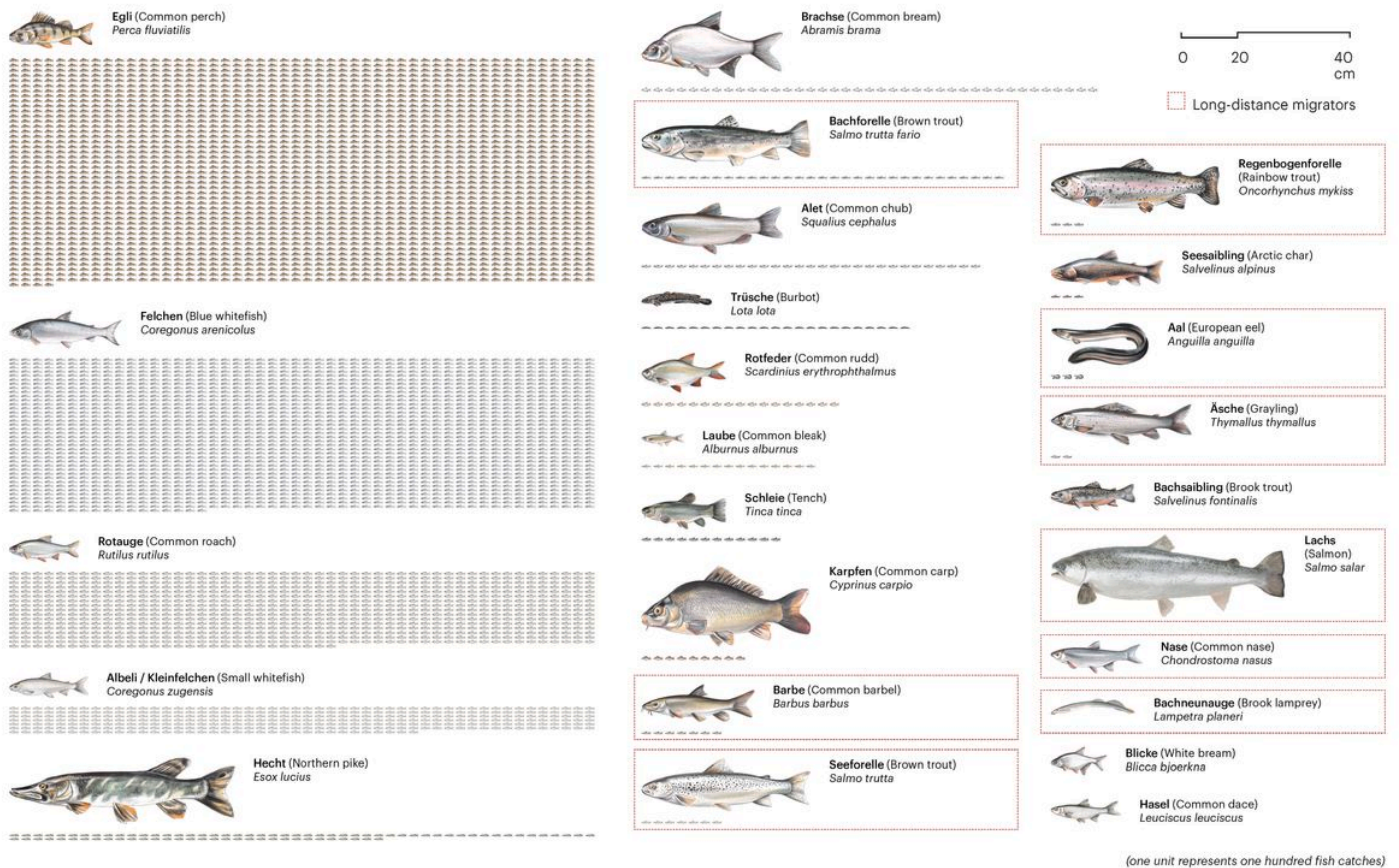 Egli (Common perch)
Perca fluviatilis
Felchen (Blue whitefish)
Coregonus arenicolus
Rotauge (Common roach)
Rutilus rutilus
Albeli / Kleinfelchen (Small whitefish)
Coregonus zugensis
Hecht (Northern pike)
Esox lucius
Brachse (Common bream)
Abramis brama
Bachforelle (Brown trout)
Salmo trutta fario
Alet (Common chub)
Squalius cephalus
Trüsche (Burbot)
Lota lota
Rotfeder (Common rudd)
Scardinius erythrophthalmus
Laube (Common bleak)
Alburnus alburnus
Schleie (Tench)
Tinca tinca
Karpfen (Common carp)
Cyprinus carpio
Barbe (Common barbel)
Barbus barbus
Seeforelle (Brown trout)
Salmo trutta
0 20 40
cm
Long-distance migrators
Regenbogenforelle
(Rainbow trout)
Oncorhynchus mykiss
Seesaibling (Arctic char)
Salvelinus alpinus
Aal (European eel)
Anguilla anguilla
Äsche (Grayling)
Thymallus thymallus
Bachsaibling (Brook trout)
Salvelinus fontinalis
Lachs
(Salmon)
Salmo salar
Nase (Common nase)
Chondrostoma nasus
Bachneunauge (Brook lamprey)
Lampetra planeri
Blicke (White bream)
Blicca bjoerkna
Hasel (Common dace)
Leuciscus leuciscus
(one unit represents one hundred fish catches)